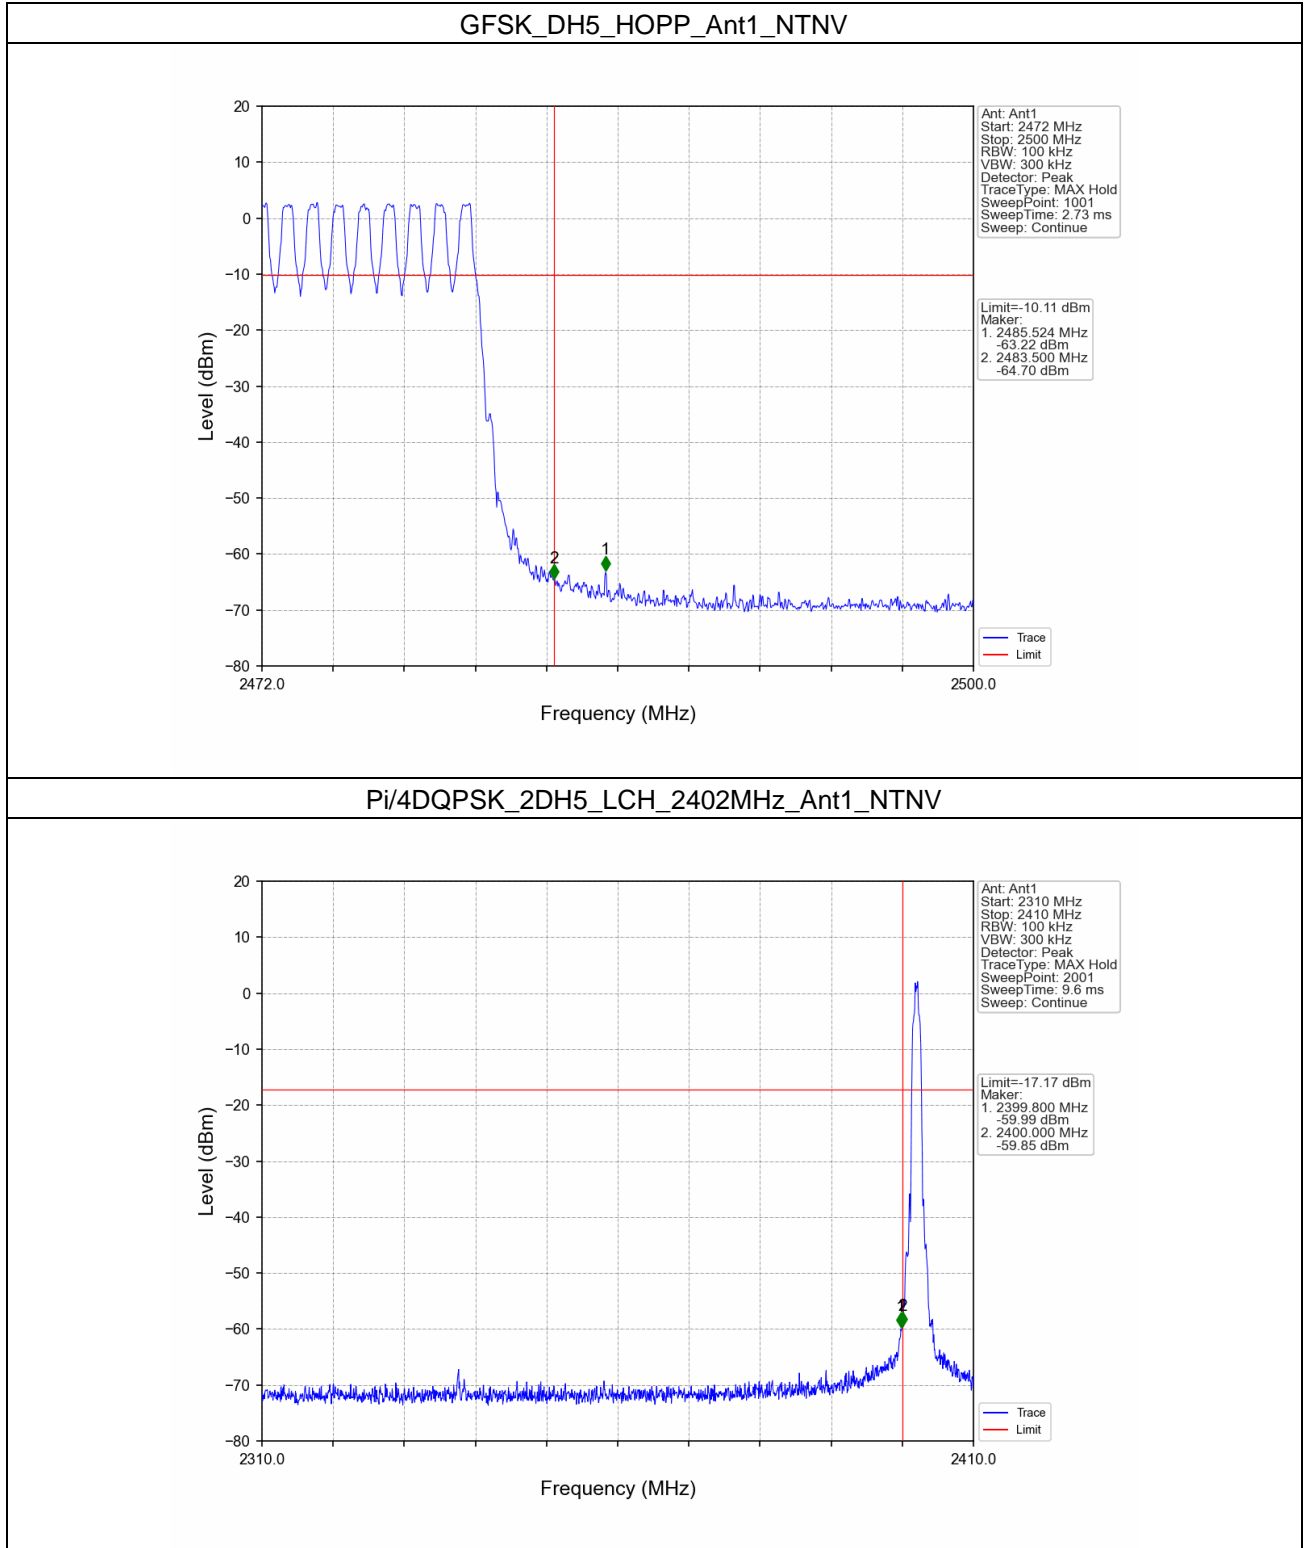 GFSK_DH5_HOPP_Ant1_NTNV
20
10
0
−10
−20
−30
−40
−50
−60
−70
−80
Level (dBm)
2472.0
2500.0
Frequency (MHz)
2
1
Ant: Ant1
Start: 2472 MHz
Stop: 2500 MHz
RBW: 100 kHz
VBW: 300 kHz
Detector: Peak
TraceType: MAX Hold
SweepPoint: 1001
SweepTime: 2.73 ms
Sweep: Continue
Limit=-10.11 dBm
Maker:
1. 2485.524 MHz
-63.22 dBm
2. 2483.500 MHz
-64.70 dBm
Trace
Limit
Pi/4DQPSK_2DH5_LCH_2402MHz_Ant1_NTNV
20
10
0
−10
−20
−30
−40
−50
−60
−70
−80
Level (dBm)
2310.0
2410.0
Frequency (MHz)
Ant: Ant1
Start: 2310 MHz
Stop: 2410 MHz
RBW: 100 kHz
VBW: 300 kHz
Detector: Peak
TraceType: MAX Hold
SweepPoint: 2001
SweepTime: 9.6 ms
Sweep: Continue
Limit=-17.17 dBm
Maker:
1. 2399.800 MHz
-59.99 dBm
2. 2400.000 MHz
-59.85 dBm
Trace
Limit